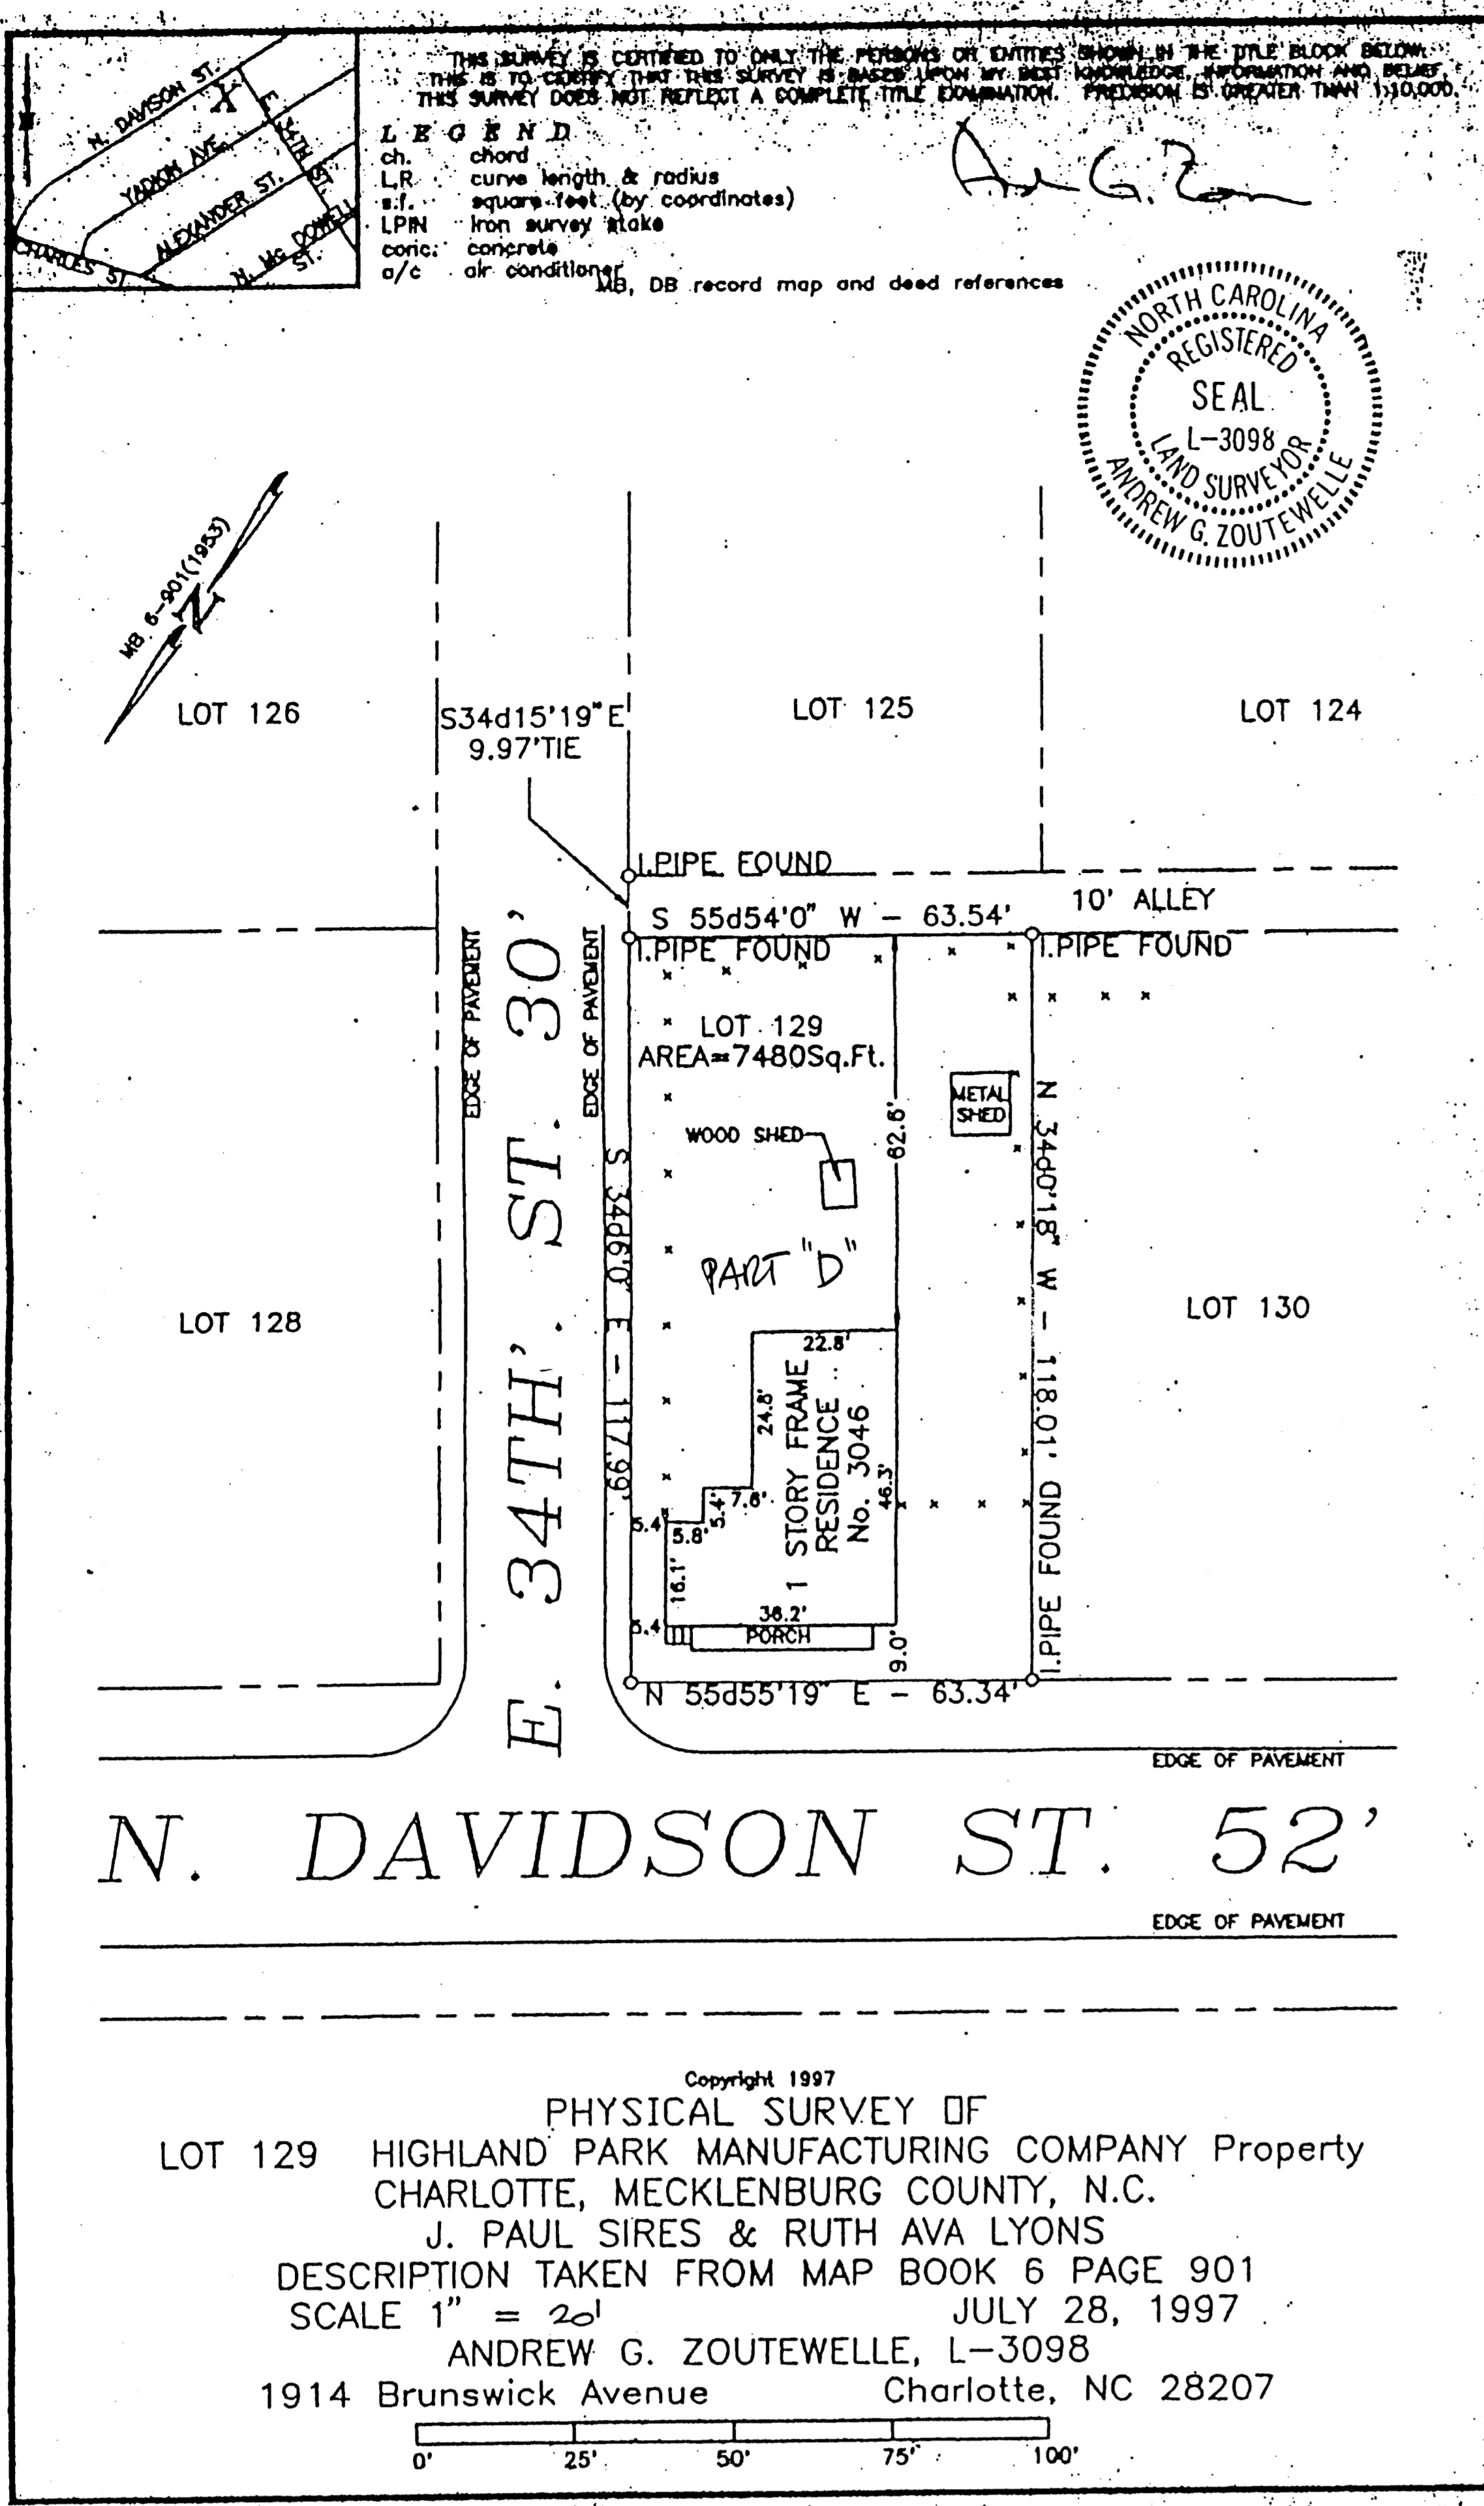 THIS SURVEY IS CERTIFIED TO ONLY THE PERSONS OR ENTITIES SHOWN IN THE TITLE BLOCK BELOW.
THIS IS TO CERTIFY THAT THIS SURVEY IS BASED UPON MY BEST KNOWLEDGE, INFORMATION AND BELIEF.
THIS SURVEY DOES NOT REFLECT A COMPLETE TITLE EXAMINATION. PRECISION IS GREATER THAN 1:10,000.
N. DAVISON ST.
X
E. 34TH ST.
YADKIN AVE.
ALEXANDER ST.
N. Mc DOWELL ST.
CHARLES ST.
LEGEND
ch. chord
L,R curve length & radius
s.f. square feet (by coordinates)
I.PIN iron survey stake
conc. concrete
a/c air conditioner
MB, DB record map and deed references
NORTH CAROLINA
REGISTERED
SEAL
L-3098
LAND SURVEYOR
ANDREW G. ZOUTEWELLE
MB 6-901(1953)
N
LOT 126
S34d15'19"E
9.97'TIE
LOT 125
LOT 124
I.PIPE FOUND
10' ALLEY
S 55d54'0" W - 63.54'
I.PIPE FOUND
I.PIPE FOUND
EDGE OF PAVEMENT
EDGE OF PAVEMENT
E. 34TH'. ST. 30'
LOT 129
AREA=7480Sq.Ft.
METAL
SHED
WOOD SHED
62.6'
S 34d6'0" E - 117.99'
N 34d0'18" W - 118.01'
PART "D"
LOT 128
LOT 130
22.8'
24.8'
1 STORY FRAME
RESIDENCE
No. 3046
46.3'
7.6'
5.4'
5.4'
5.8'
16.1'
36.2'
5.4
PORCH
9.0'
I.PIPE FOUND
N 55d55'19" E - 63.34'
EDGE OF PAVEMENT
N. DAVIDSON ST. 52'
EDGE OF PAVEMENT
Copyright 1997
PHYSICAL SURVEY OF
LOT 129 HIGHLAND PARK MANUFACTURING COMPANY Property
CHARLOTTE, MECKLENBURG COUNTY, N.C.
J. PAUL SIRES & RUTH AVA LYONS
DESCRIPTION TAKEN FROM MAP BOOK 6 PAGE 901
SCALE 1" = 20' JULY 28, 1997
ANDREW G. ZOUTEWELLE, L-3098
1914 Brunswick Avenue Charlotte, NC 28207
0' 25' 50' 75' 100'